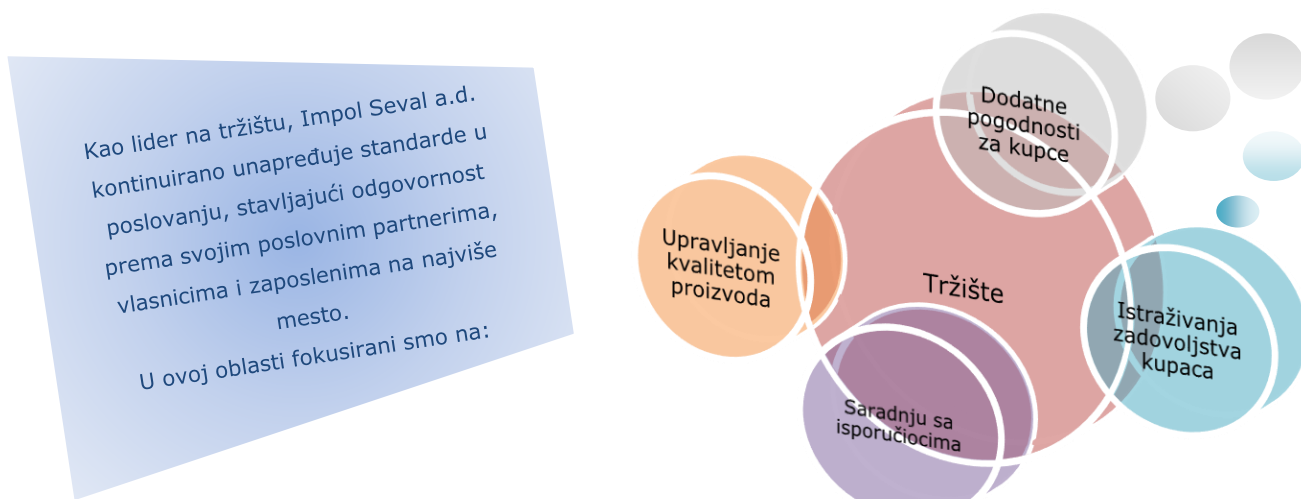 Kao lider na tržištu, Impol Seval a.d.
kontinuirano unapređuje standarde u
poslovanju, stavljajući odgovornost
prema svojim poslovnim partnerima,
vlasnicima i zaposlenima na najviše
mesto.
U ovoj oblasti fokusirani smo na:
Dodatne
pogodnosti
za kupce
Upravljanje
kvalitetom
proizvoda
Tržište
Istraživanja
zadovoljstva
kupaca
Saradnju sa
isporučiocima